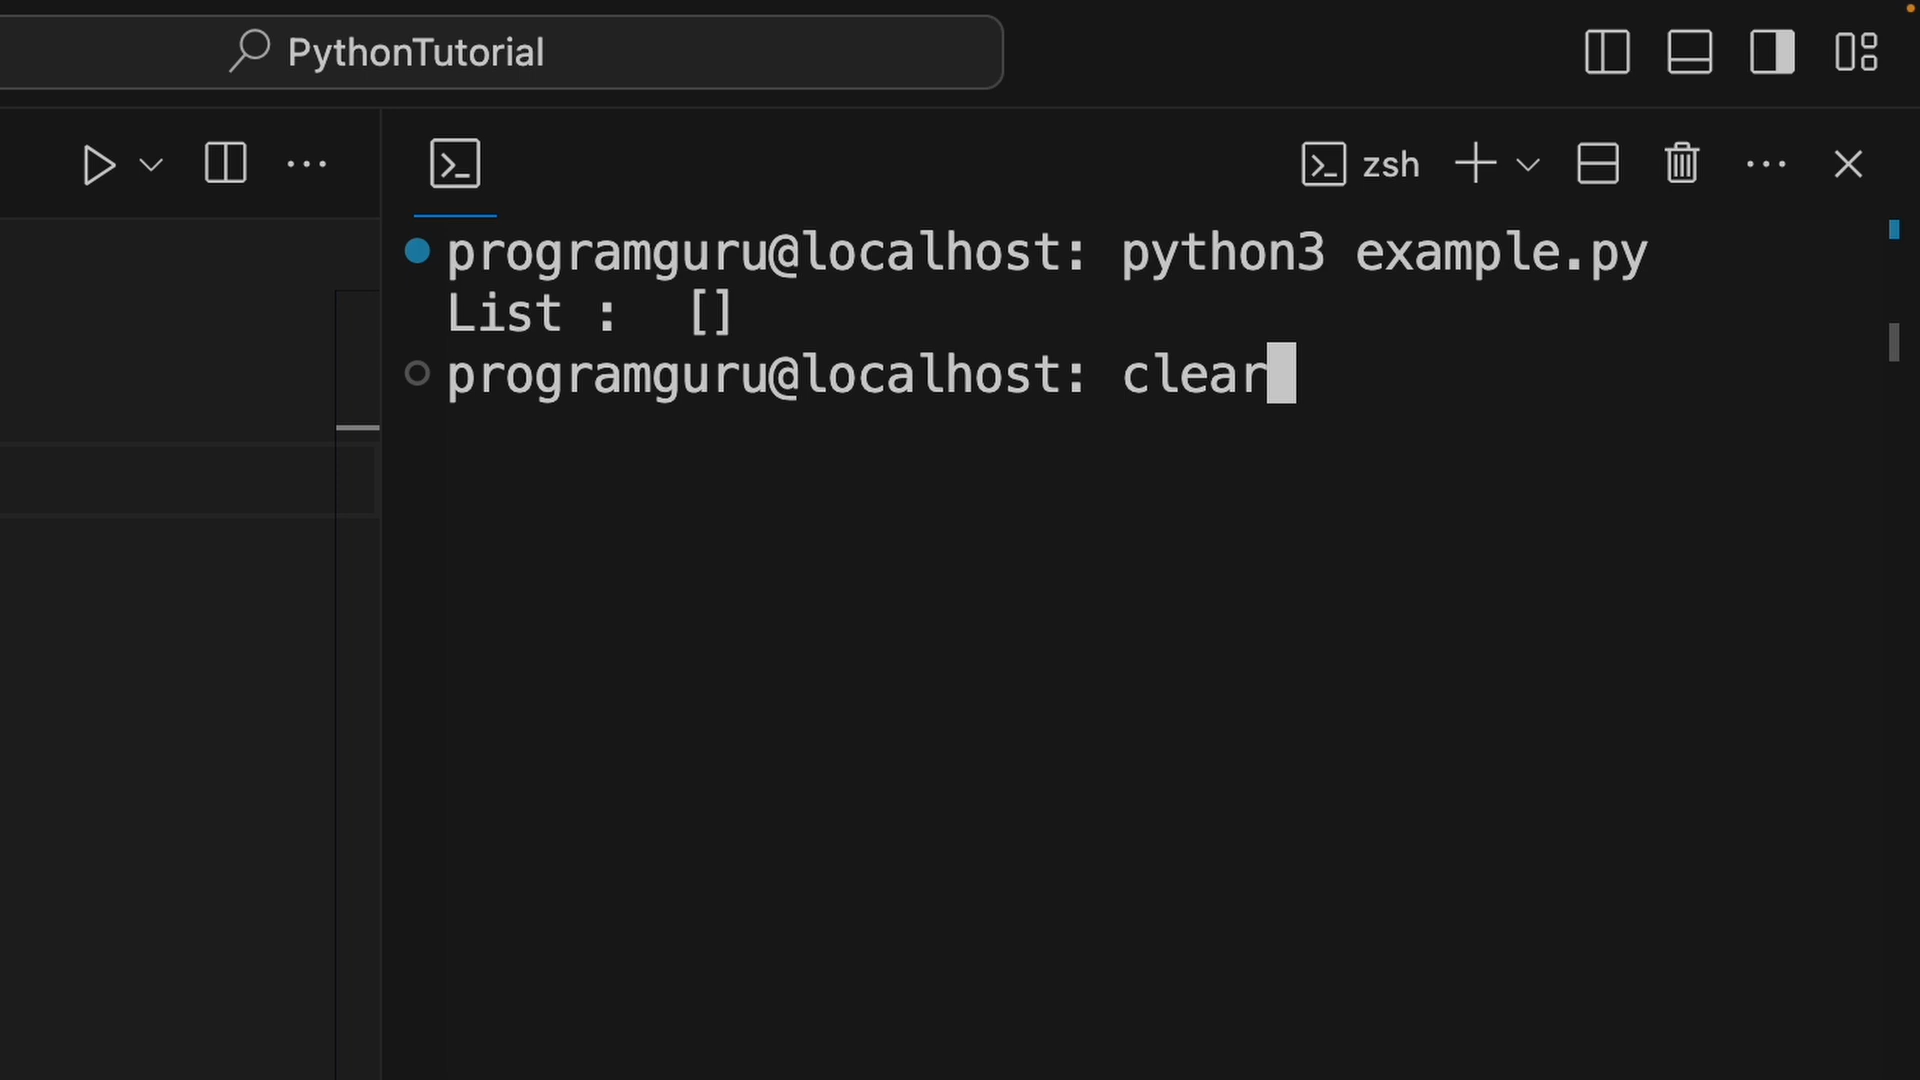 PythonTutorial
zsh
programguru@localhost: python3 example.py
List :  []
programguru@localhost: clear